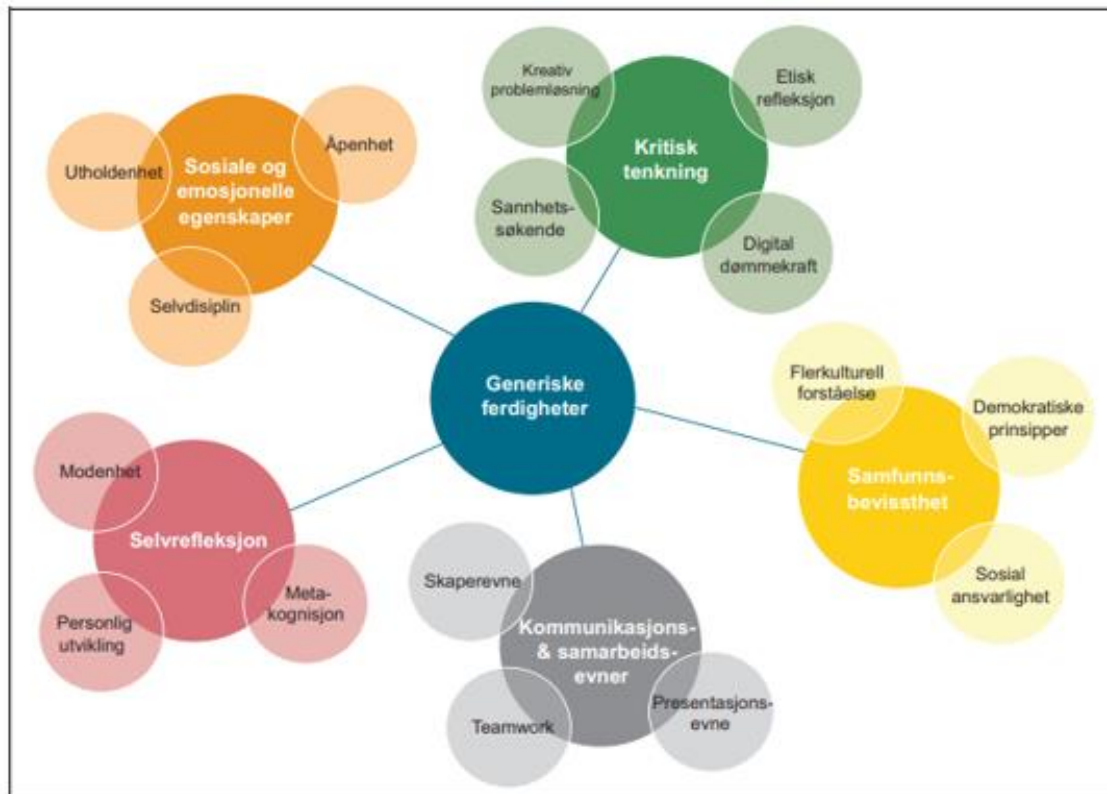 Sosiale og
emosjonelle
egenskaper
Utholdenhet
Åpenhet
Selvdisiplin
Kritisk
tenkning
Kreativ
problemløsning
Etisk
refleksjon
Sannhets-
søkende
Digital
dømmekraft
Generiske
ferdigheter
Samfunns-
bevissthet
Flerkulturell
forståelse
Demokratiske
prinsipper
Sosial
ansvarlighet
Selvrefleksjon
Modenhet
Personlig
utvikling
Meta-
kognisjon
Kommunikasjons-
& samarbeids-
evner
Skaperevne
Teamwork
Presentasjons-
evne